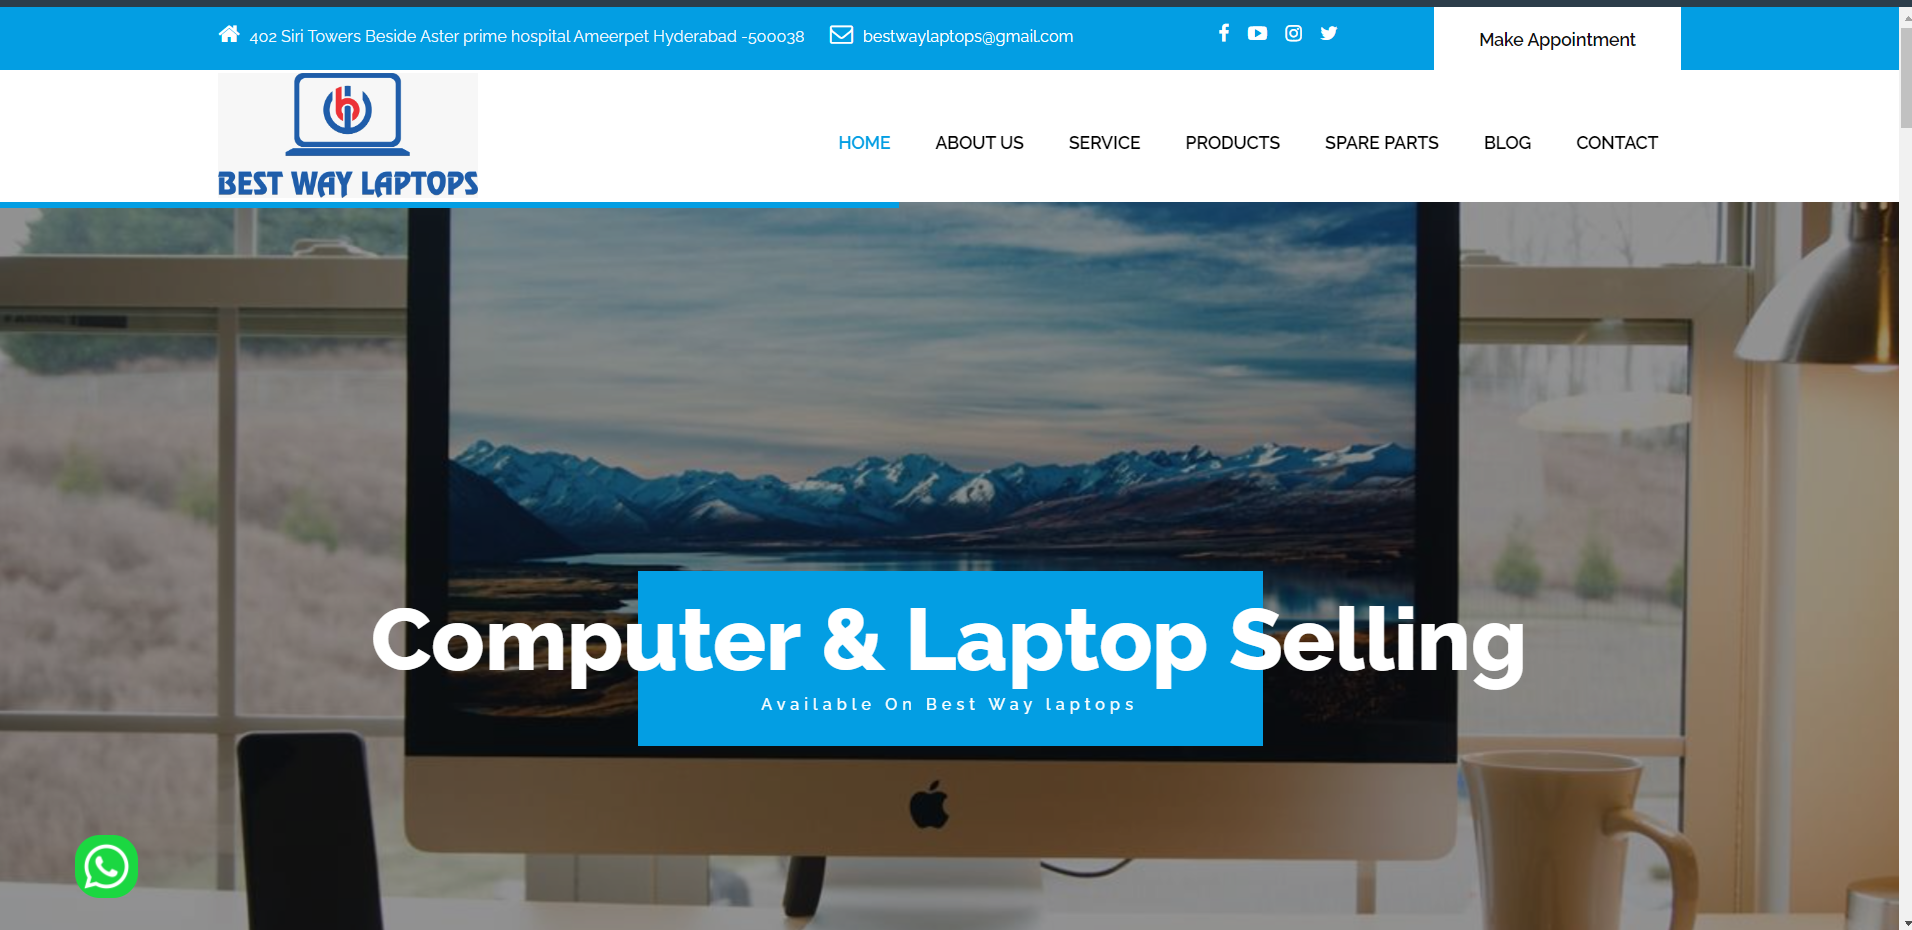 402 Siri Towers Beside Aster prime hospital Ameerpet Hyderabad -500038
bestwaylaptops@gmail.com
Make Appointment
BEST WAY LAPTOPS
HOME
ABOUT US
SERVICE
PRODUCTS
SPARE PARTS
BLOG
CONTACT
Computer & Laptop Selling
Available On Best Way laptops